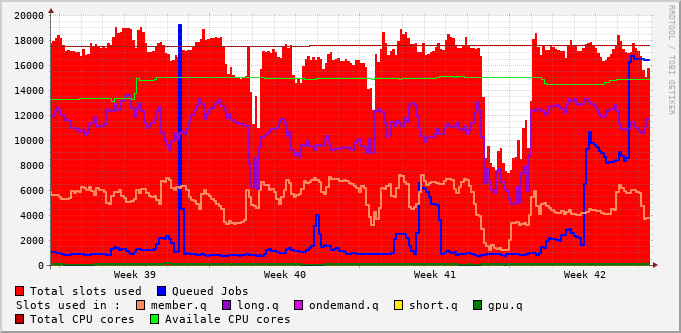 20000
18000
16000
14000
12000
10000
8000
6000
4000
2000
0
Week 39 Week 40 Week 41 Week 42
RRDTOOL / TOBI OETIKER
Total slots used Queued Jobs
Slots used in : member.q long.q ondemand.q short.q gpu.q
Total CPU cores Availale CPU cores